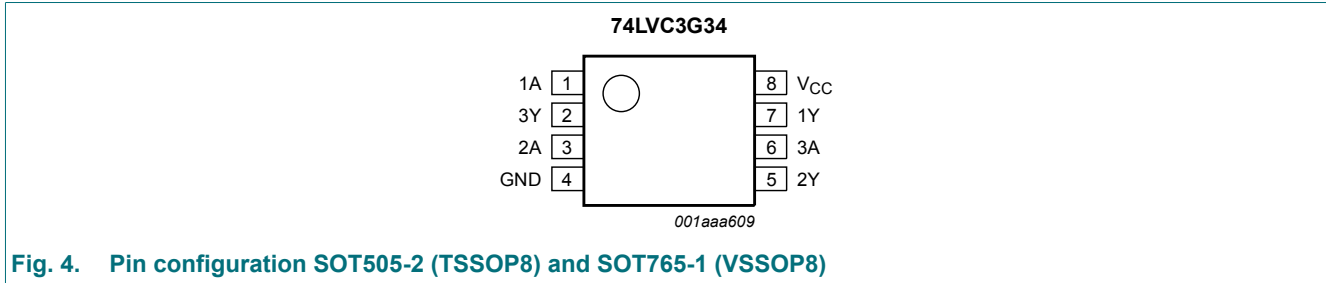 74LVC3G34
1A 1 8 VCC
3Y 2 7 1Y
2A 3 6 3A
GND 4 5 2Y
001aaa609
Fig. 4. Pin configuration SOT505-2 (TSSOP8) and SOT765-1 (VSSOP8)